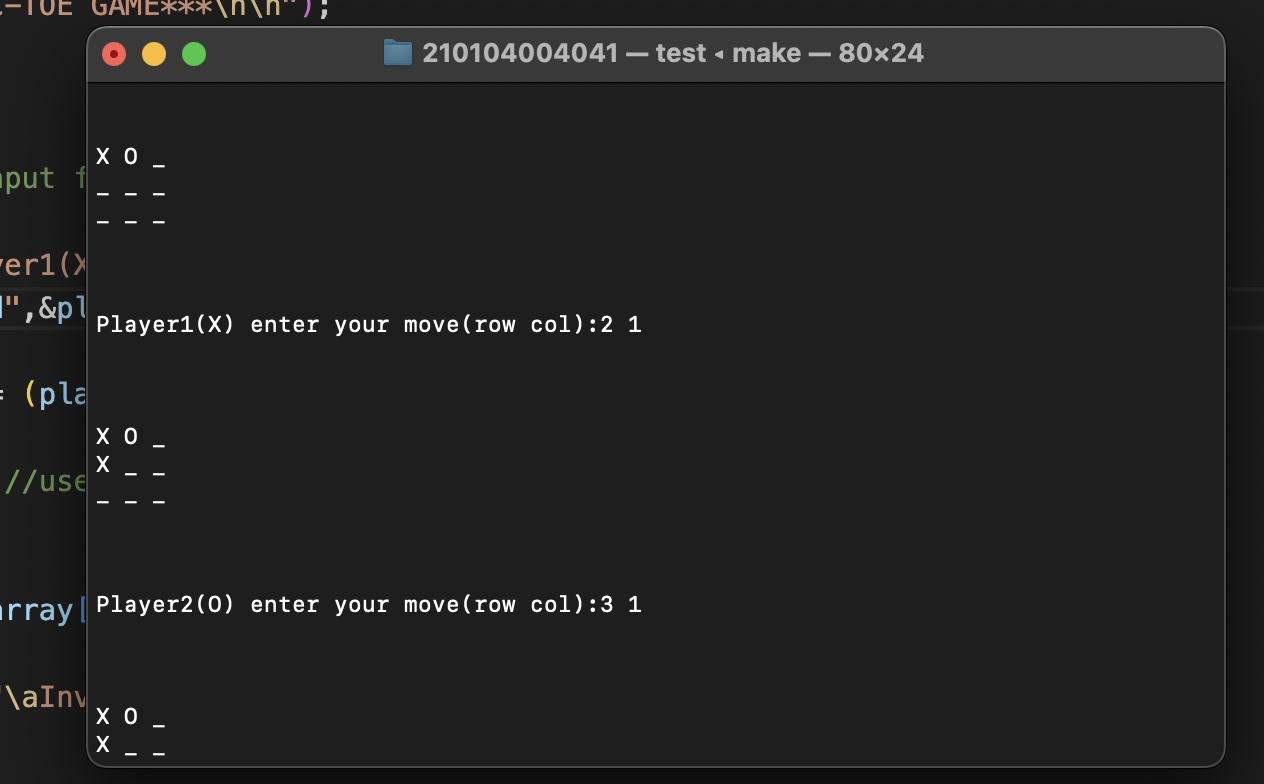 -TOE GAME***\n\n");
210104004041 — test ◂ make — 80×24
X O _
_ _ _
_ _ _
Player1(X) enter your move(row col):2 1
X O _
X _ _
_ _ _
Player2(O) enter your move(row col):3 1
X O _
X _ _
nput f
yer1(X
",&pl
= (pla
//use
array[
"\aInv